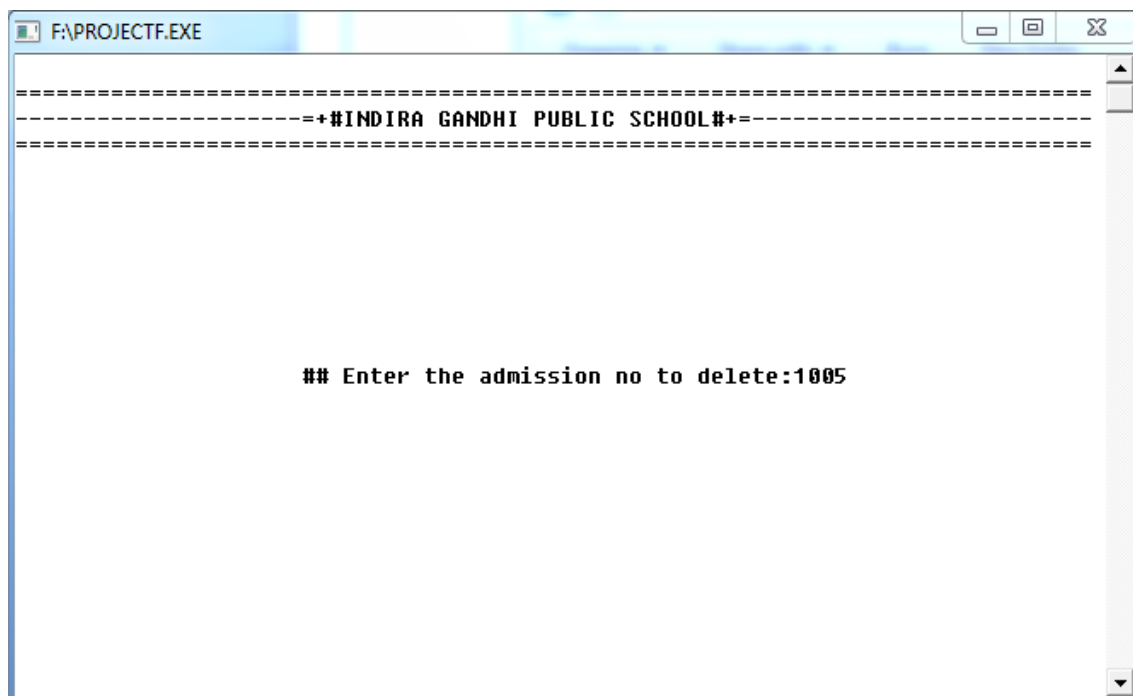 F:\PROJECTF.EXE
===============================================================================
---------------------=+#INDIRA GANDHI PUBLIC SCHOOL#+=-------------------------
===============================================================================
## Enter the admission no to delete:1005